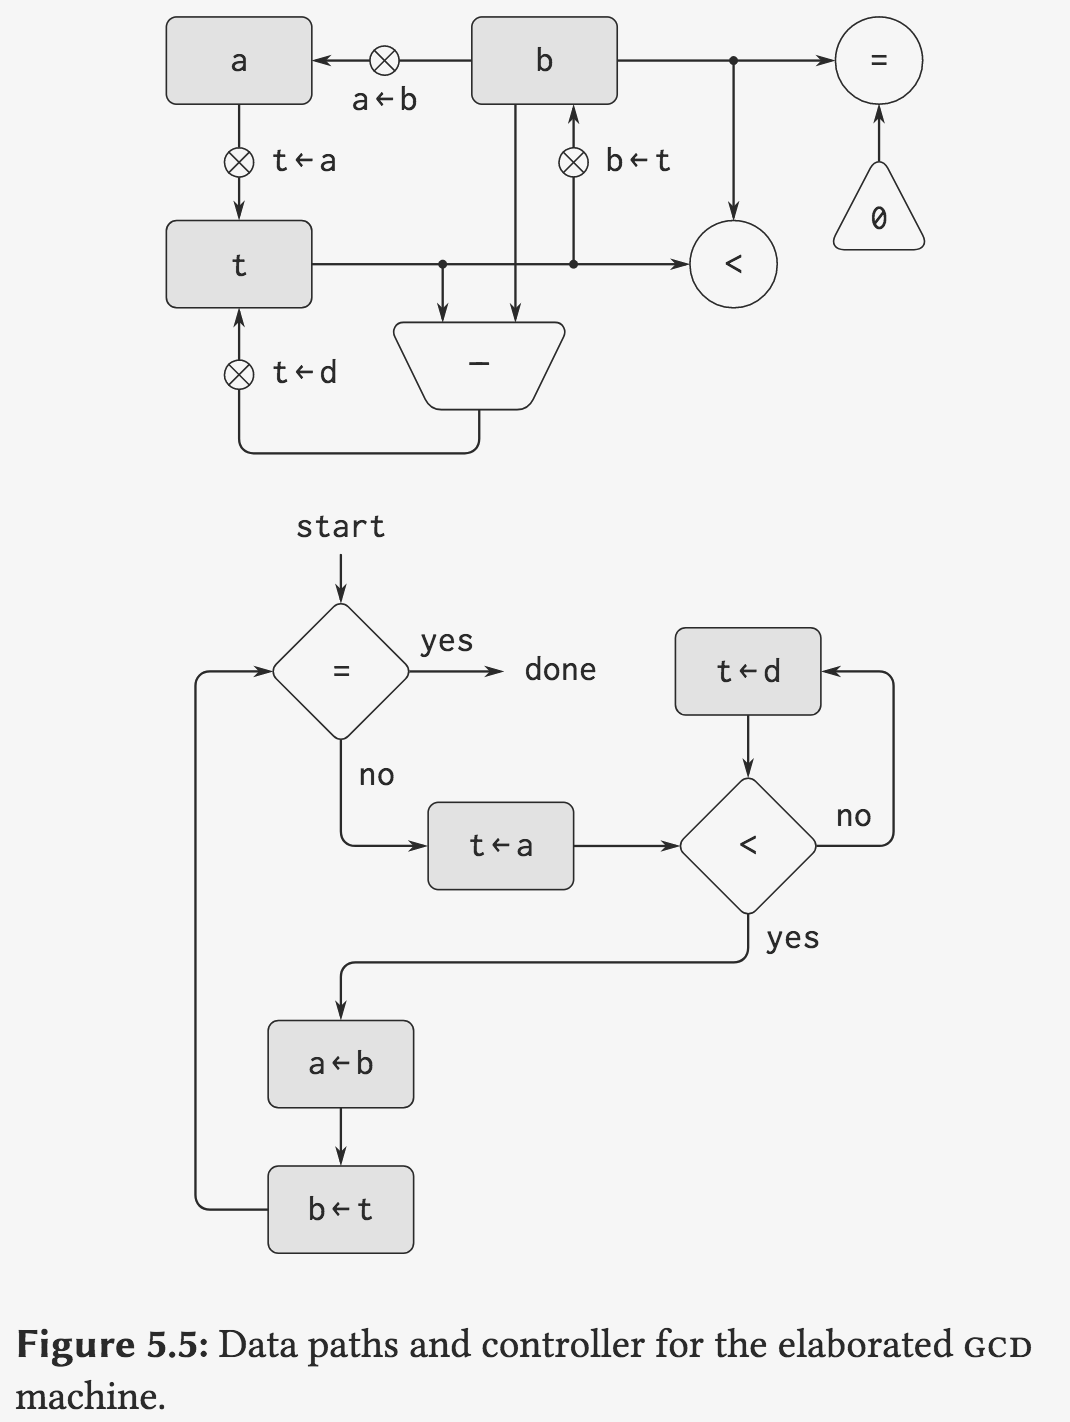 a
b
=
a←b
t←a
b←t
0
t
<
−
t←d
start
yes
=
done
t←d
no
no
t←a
<
yes
a←b
b←t
Figure 5.5: Data paths and controller for the elaborated GCD
machine.